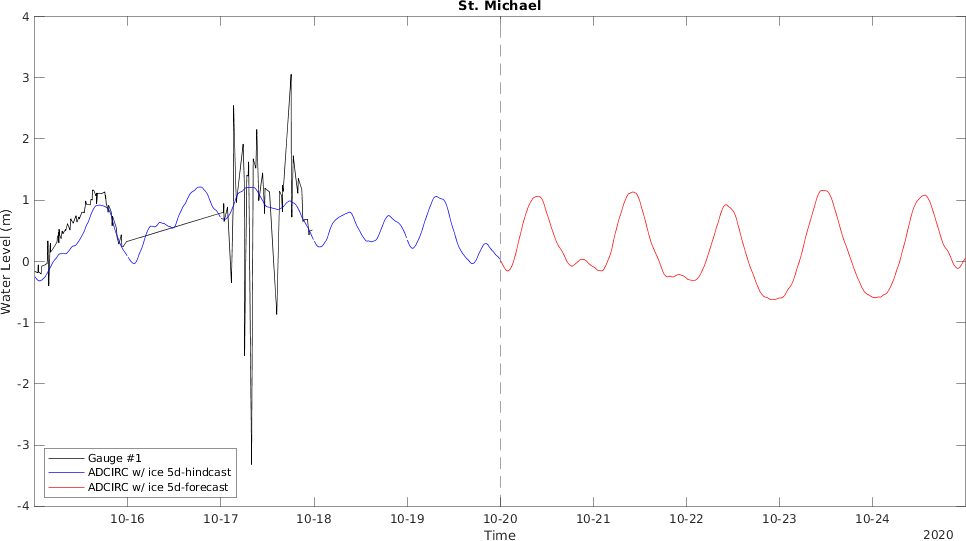 St. Michael
4
3
2
1
0
-1
-2
-3
-4
Water Level (m)
Gauge #1
ADCIRC w/ ice 5d-hindcast
ADCIRC w/ ice 5d-forecast
10-16 10-17 10-18 10-19 10-20 10-21 10-22 10-23 10-24
Time
2020